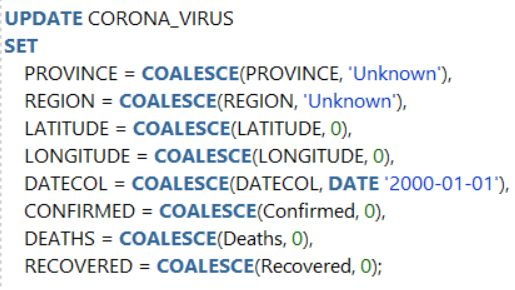 UPDATE CORONA_VIRUS
SET
PROVINCE = COALESCE(PROVINCE, 'Unknown'),
REGION = COALESCE(REGION, 'Unknown'),
LATITUDE = COALESCE(LATITUDE, 0),
LONGITUDE = COALESCE(LONGITUDE, 0),
DATECOL = COALESCE(DATECOL, DATE '2000-01-01'),
CONFIRMED = COALESCE(Confirmed, 0),
DEATHS = COALESCE(Deaths, 0),
RECOVERED = COALESCE(Recovered, 0);